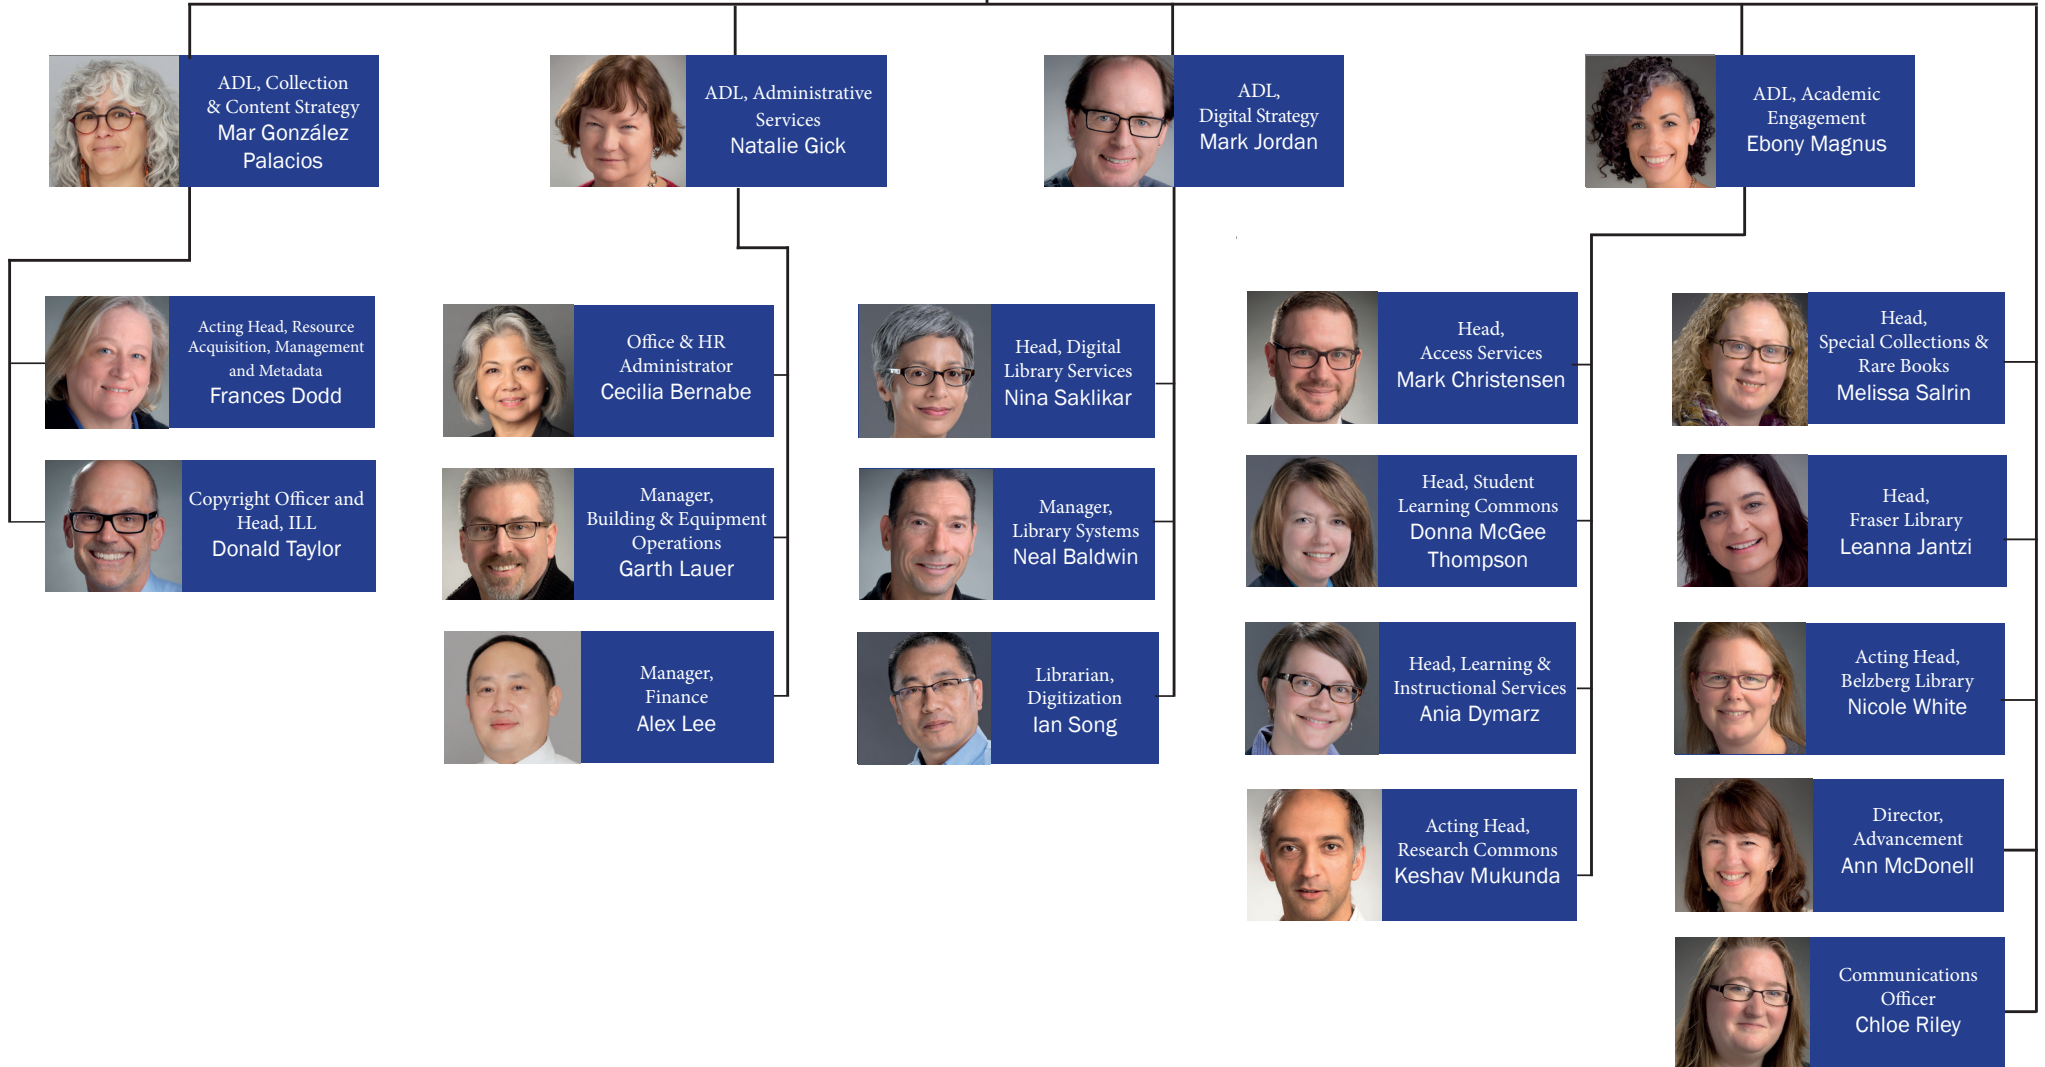 ADL, Collection
& Content Strategy
Mar González
Palacios
ADL, Administrative
Services
Natalie Gick
ADL,
Digital Strategy
Mark Jordan
ADL, Academic
Engagement
Ebony Magnus
Acting Head, Resource
Acquisition, Management
and Metadata
Frances Dodd
Copyright Officer and
Head, ILL
Donald Taylor
Office & HR
Administrator
Cecilia Bernabe
Manager,
Building & Equipment
Operations
Garth Lauer
Manager,
Finance
Alex Lee
Head, Digital
Library Services
Nina Saklikar
Manager,
Library Systems
Neal Baldwin
Librarian,
Digitization
Ian Song
Head,
Access Services
Mark Christensen
Head, Student
Learning Commons
Donna McGee
Thompson
Head, Learning &
Instructional Services
Ania Dymarz
Acting Head,
Research Commons
Keshav Mukunda
Head,
Special Collections &
Rare Books
Melissa Salrin
Head,
Fraser Library
Leanna Jantzi
Acting Head,
Belzberg Library
Nicole White
Director,
Advancement
Ann McDonell
Communications
Officer
Chloe Riley